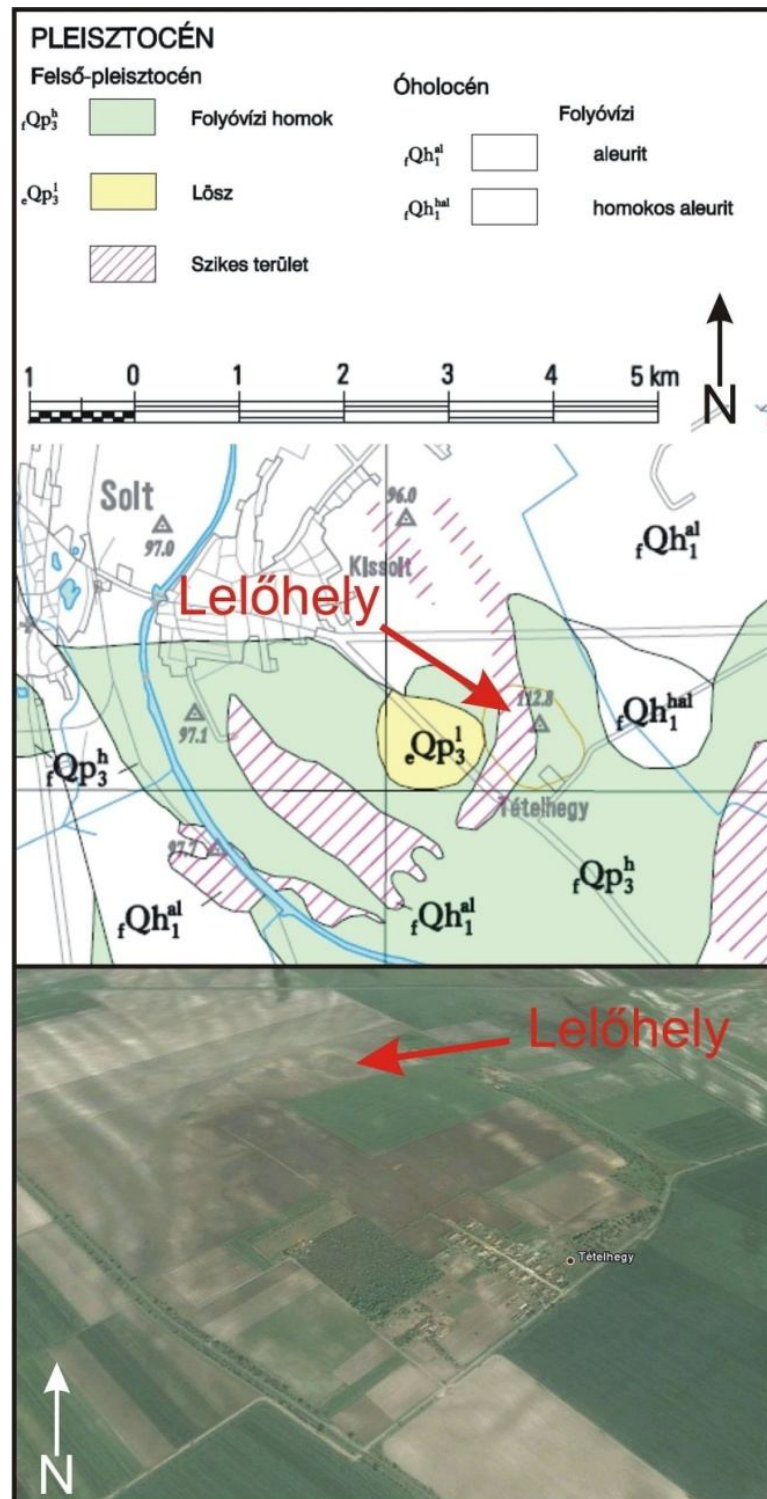 PLEISZTOCÉN
Felső-pleisztocén
fQp₃ʰ Folyóvízi homok
eQp₃ˡ Lösz
Szikes terület
Óholocén
Folyóvízi
fQh₁ᵃˡ aleurit
fQh₁ʰᵃˡ homokos aleurit
1 0 1 2 3 4 5 km
N
Solt
97.0
96.0
Kissolt
fQh₁ᵃˡ
Lelőhely
112.8
97.1
fQh₁ʰᵃˡ
fQp₃ʰ
eQp₃ˡ
Tételhegy
97.7
fQp₃ʰ
fQh₁ᵃˡ
fQh₁ᵃˡ
Lelőhely
Tételhegy
N